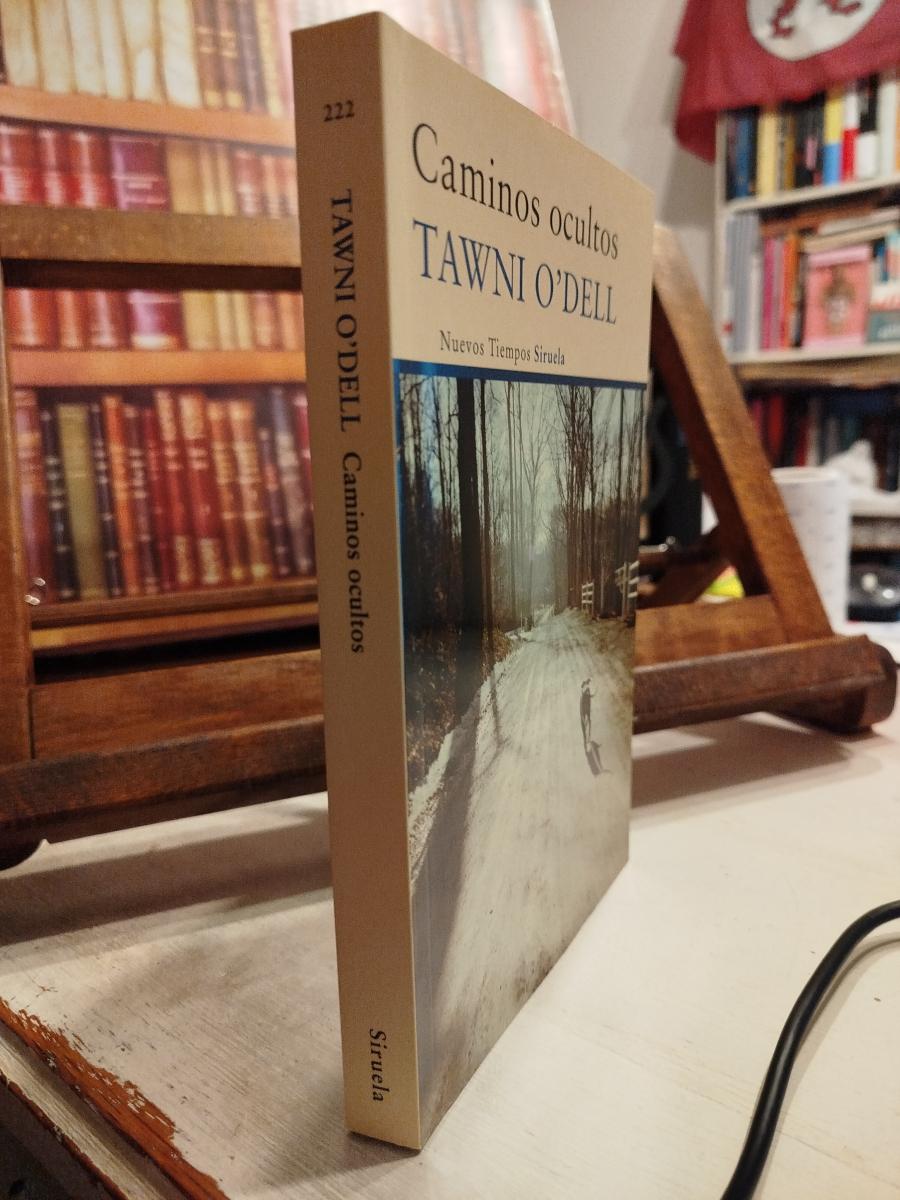 222
TAWNI O'DELL Caminos ocultos
Siruela
Caminos ocultos
TAWNI O'DELL
Nuevos Tiempos Siruela